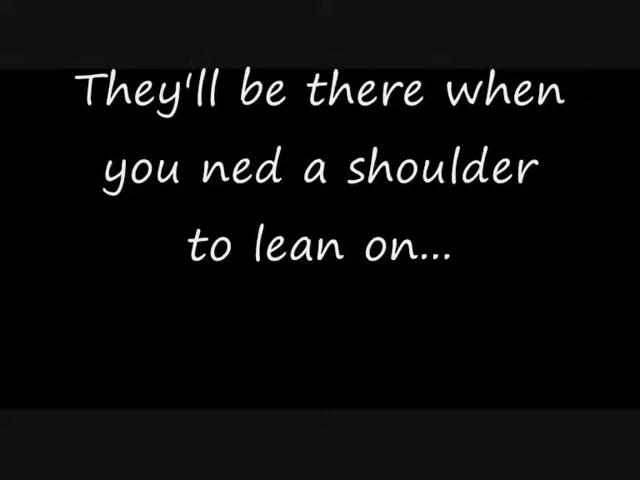 They'll be there when
you ned a shoulder
to lean on...